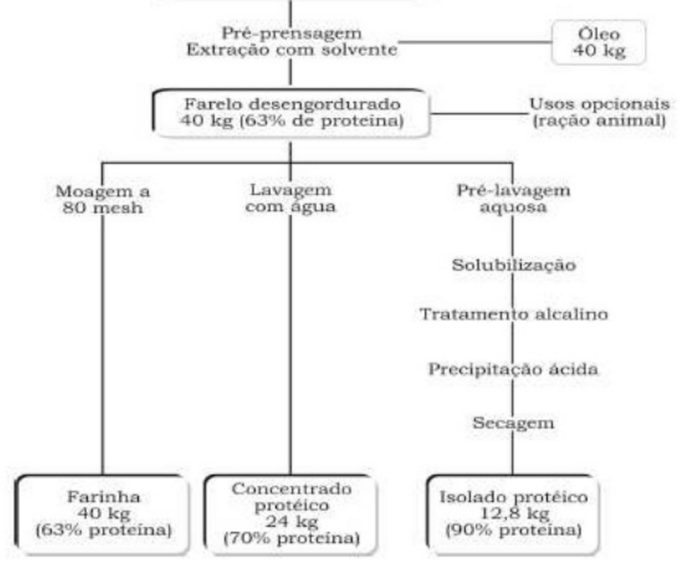 Pré-prensagem
Extração com solvente
Óleo
40 kg
Farelo desengordurado
40 kg (63% de proteína)
Usos opcionais
(ração animal)
Moagem a
80 mesh
Lavagem
com água
Pré-lavagem
aquosa
Solubilização
Tratamento alcalino
Precipitação ácida
Secagem
Farinha
40 kg
(63% proteína)
Concentrado
protéico
24 kg
(70% proteína)
Isolado protéico
12,8 kg
(90% proteína)